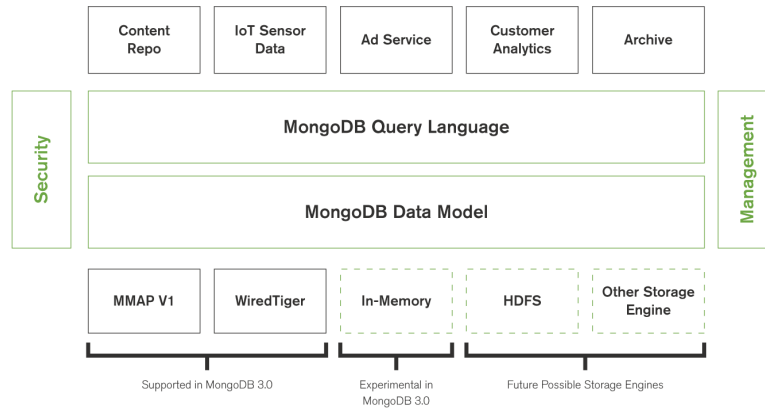 Content
Repo
IoT Sensor
Data
Ad Service
Customer
Analytics
Archive
Security
MongoDB Query Language
MongoDB Data Model
Management
MMAP V1
WiredTiger
In-Memory
HDFS
Other Storage
Engine
Supported in MongoDB 3.0
Experimental in
MongoDB 3.0
Future Possible Storage Engines